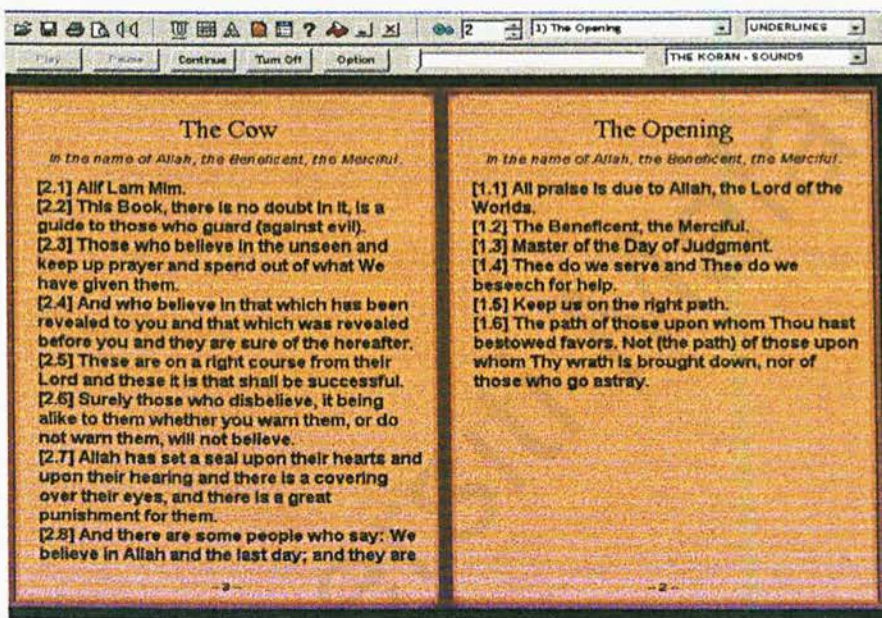 2
1) The Opening
UNDERLINES
Play
Pause
Continue
Turn Off
Option
THE KORAN - SOUNDS
The Cow
In the name of Allah, the Beneficent, the Merciful.
[2.1] Alif Lam Mim.
[2.2] This Book, there is no doubt in it, is a
guide to those who guard (against evil).
[2.3] Those who believe in the unseen and
keep up prayer and spend out of what We
have given them.
[2.4] And who believe in that which has been
revealed to you and that which was revealed
before you and they are sure of the hereafter.
[2.5] These are on a right course from their
Lord and these it is that shall be successful.
[2.6] Surely those who disbelieve, it being
alike to them whether you warn them, or do
not warn them, will not believe.
[2.7] Allah has set a seal upon their hearts and
upon their hearing and there is a covering
over their eyes, and there is a great
punishment for them.
[2.8] And there are some people who say: We
believe in Allah and the last day; and they are
- 3 -
The Opening
In the name of Allah, the Beneficent, the Merciful.
[1.1] All praise is due to Allah, the Lord of the
Worlds.
[1.2] The Beneficent, the Merciful.
[1.3] Master of the Day of Judgment.
[1.4] Thee do we serve and Thee do we
beseech for help.
[1.5] Keep us on the right path.
[1.6] The path of those upon whom Thou hast
bestowed favors. Not (the path) of those upon
whom Thy wrath is brought down, nor of
those who go astray.
- 2 -